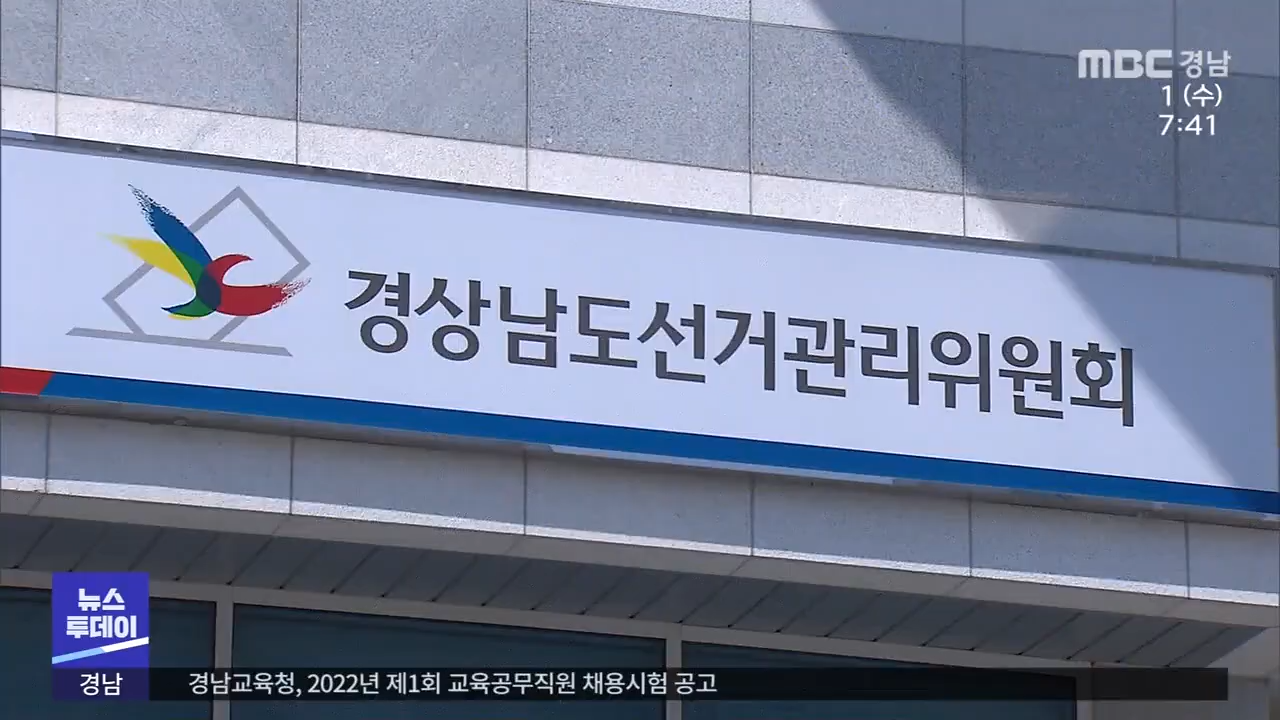 MBC 경남
1 (수)
7:41
경상남도선거관리위원회
뉴스
투데이
경남
경남교육청, 2022년 제1회 교육공무직원 채용시험 공고